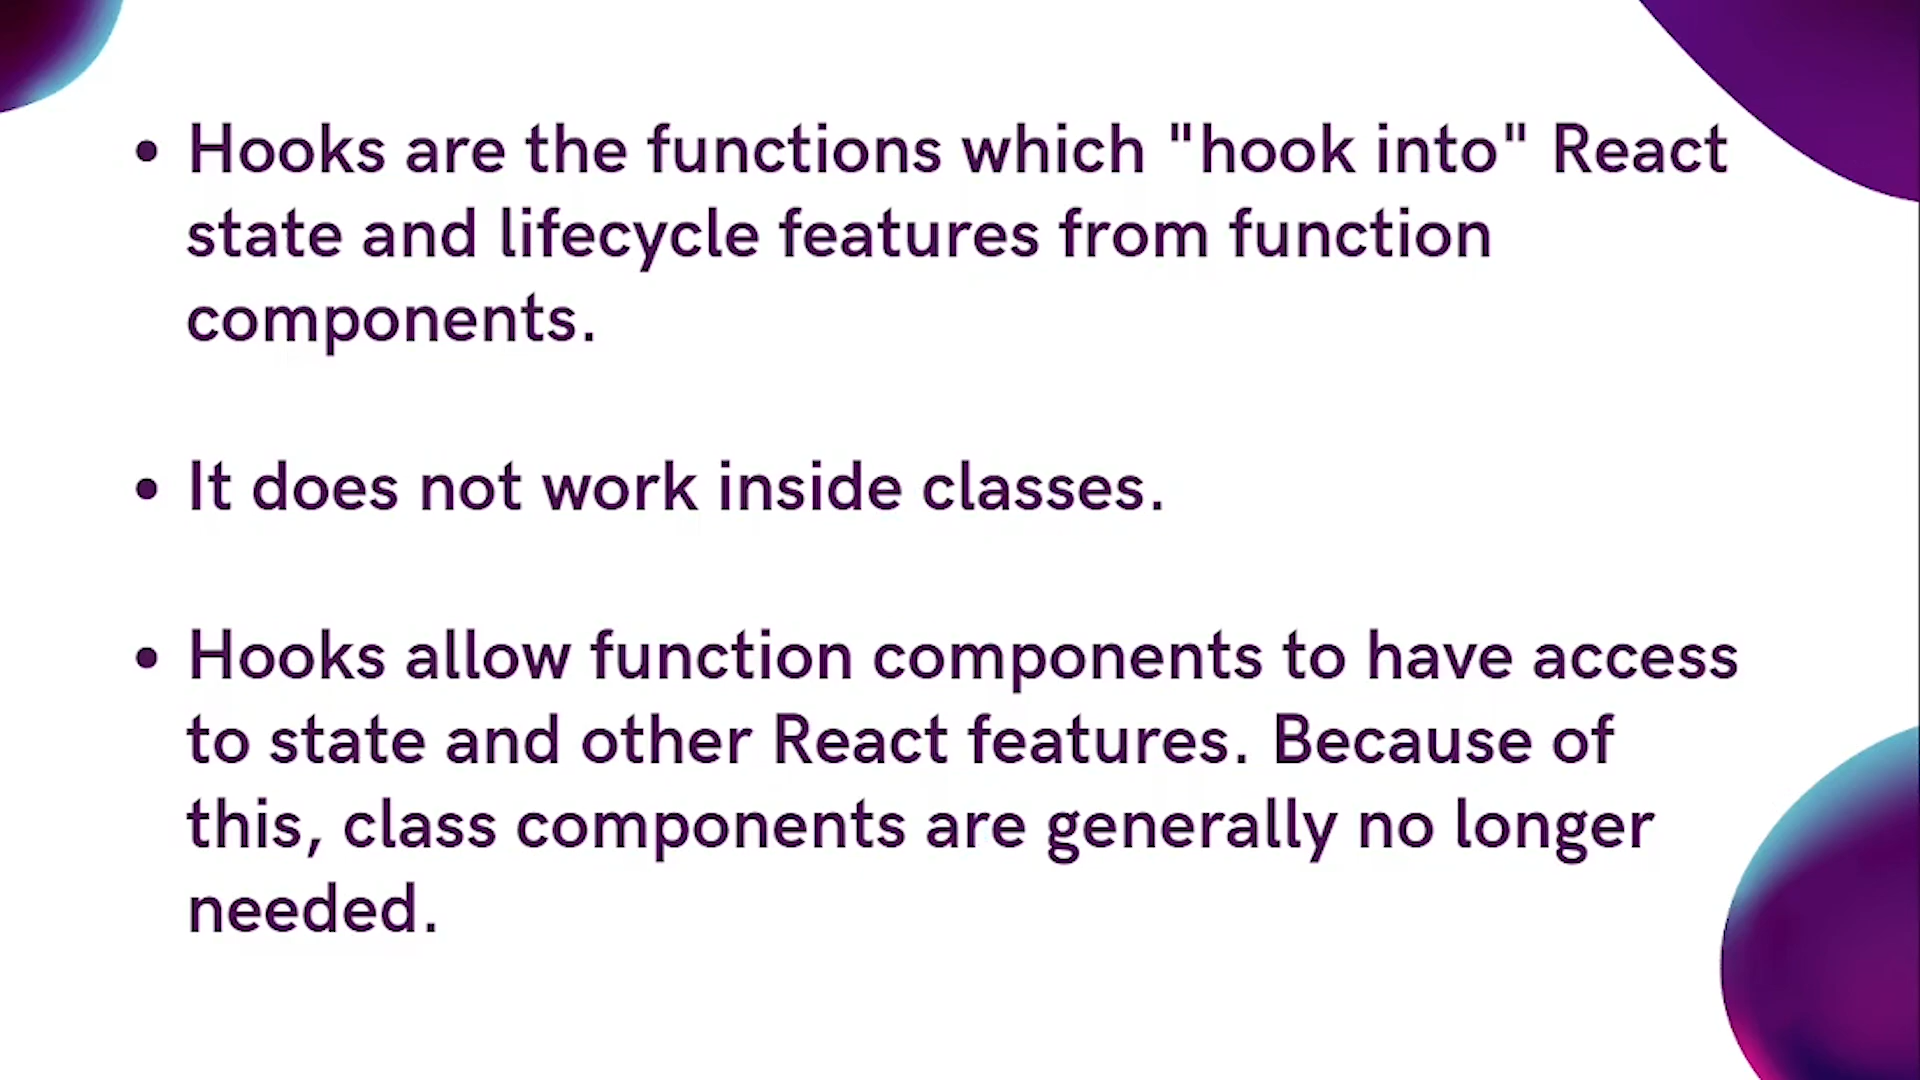 • Hooks are the functions which "hook into" React
state and lifecycle features from function
components.
• It does not work inside classes.
• Hooks allow function components to have access
to state and other React features. Because of
this, class components are generally no longer
needed.